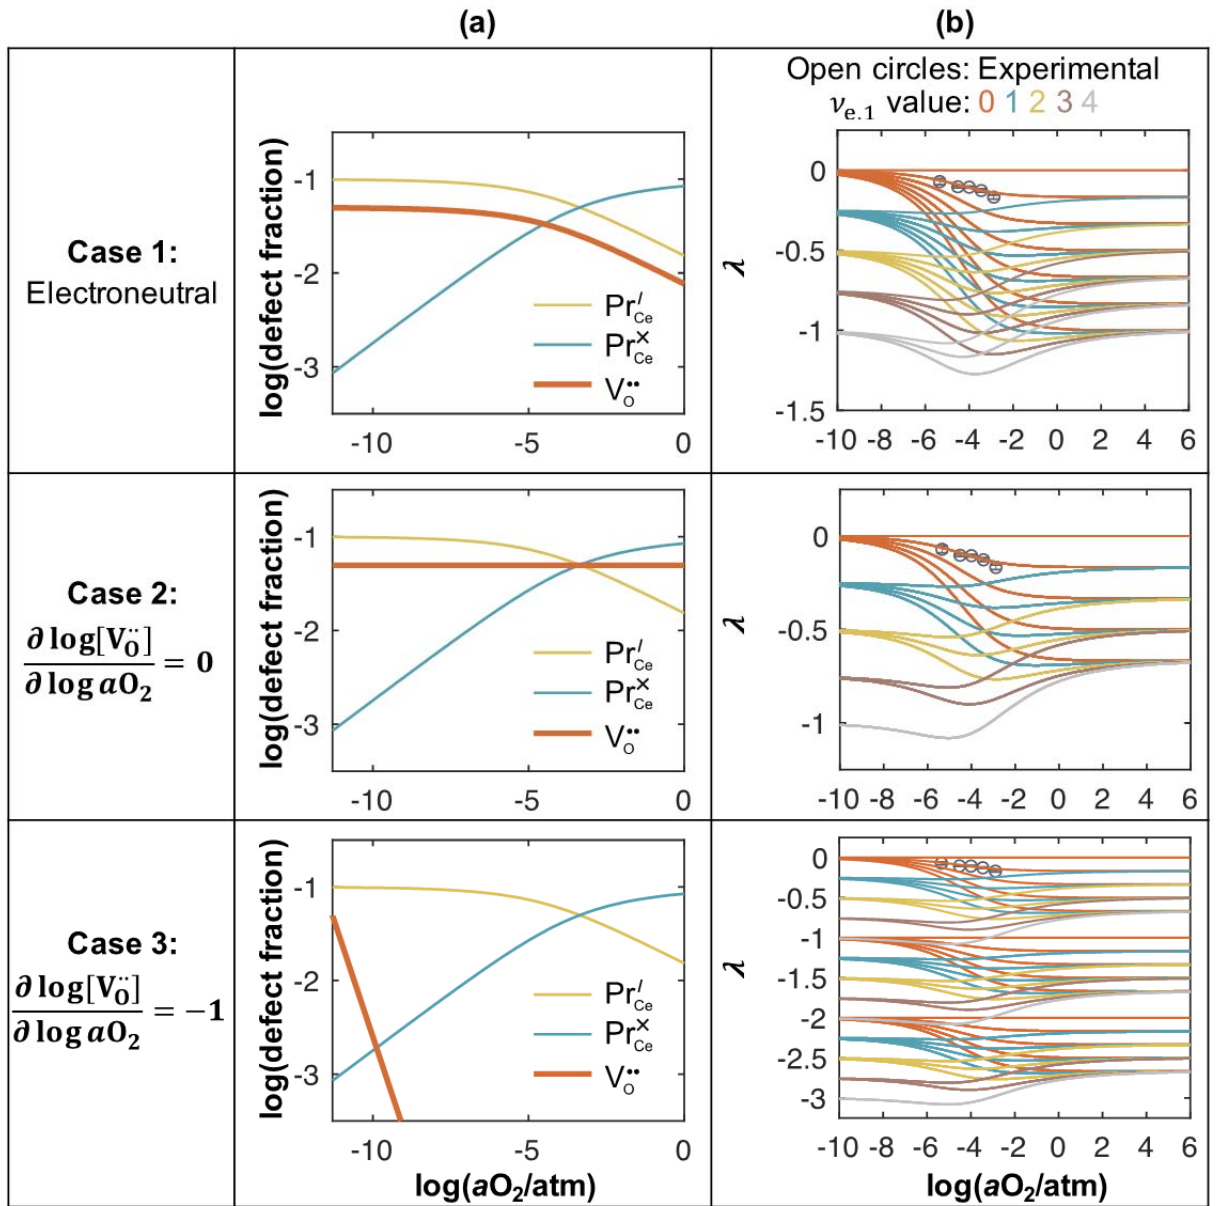 (a)
(b)
Case 1:
Electroneutral
log(defect fraction)
-1
-2
-3
Pr′Ce
Pr×Ce
V••O
-10
-5
0
Open circles: Experimental
νe.1 value: 0 1 2 3 4
λ
0
-0.5
-1
-1.5
-10 -8 -6 -4 -2 0 2 4 6
Case 2:
∂ log[V¨O]
∂ log aO2
= 0
log(defect fraction)
-1
-2
-3
Pr′Ce
Pr×Ce
V••O
-10
-5
0
λ
0
-0.5
-1
-10 -8 -6 -4 -2 0 2 4 6
Case 3:
∂ log[V¨O]
∂ log aO2
= −1
log(defect fraction)
-1
-2
-3
Pr′Ce
Pr×Ce
V••O
-10
-5
0
log(aO2/atm)
λ
0
-0.5
-1
-1.5
-2
-2.5
-3
-10 -8 -6 -4 -2 0 2 4 6
log(aO2/atm)